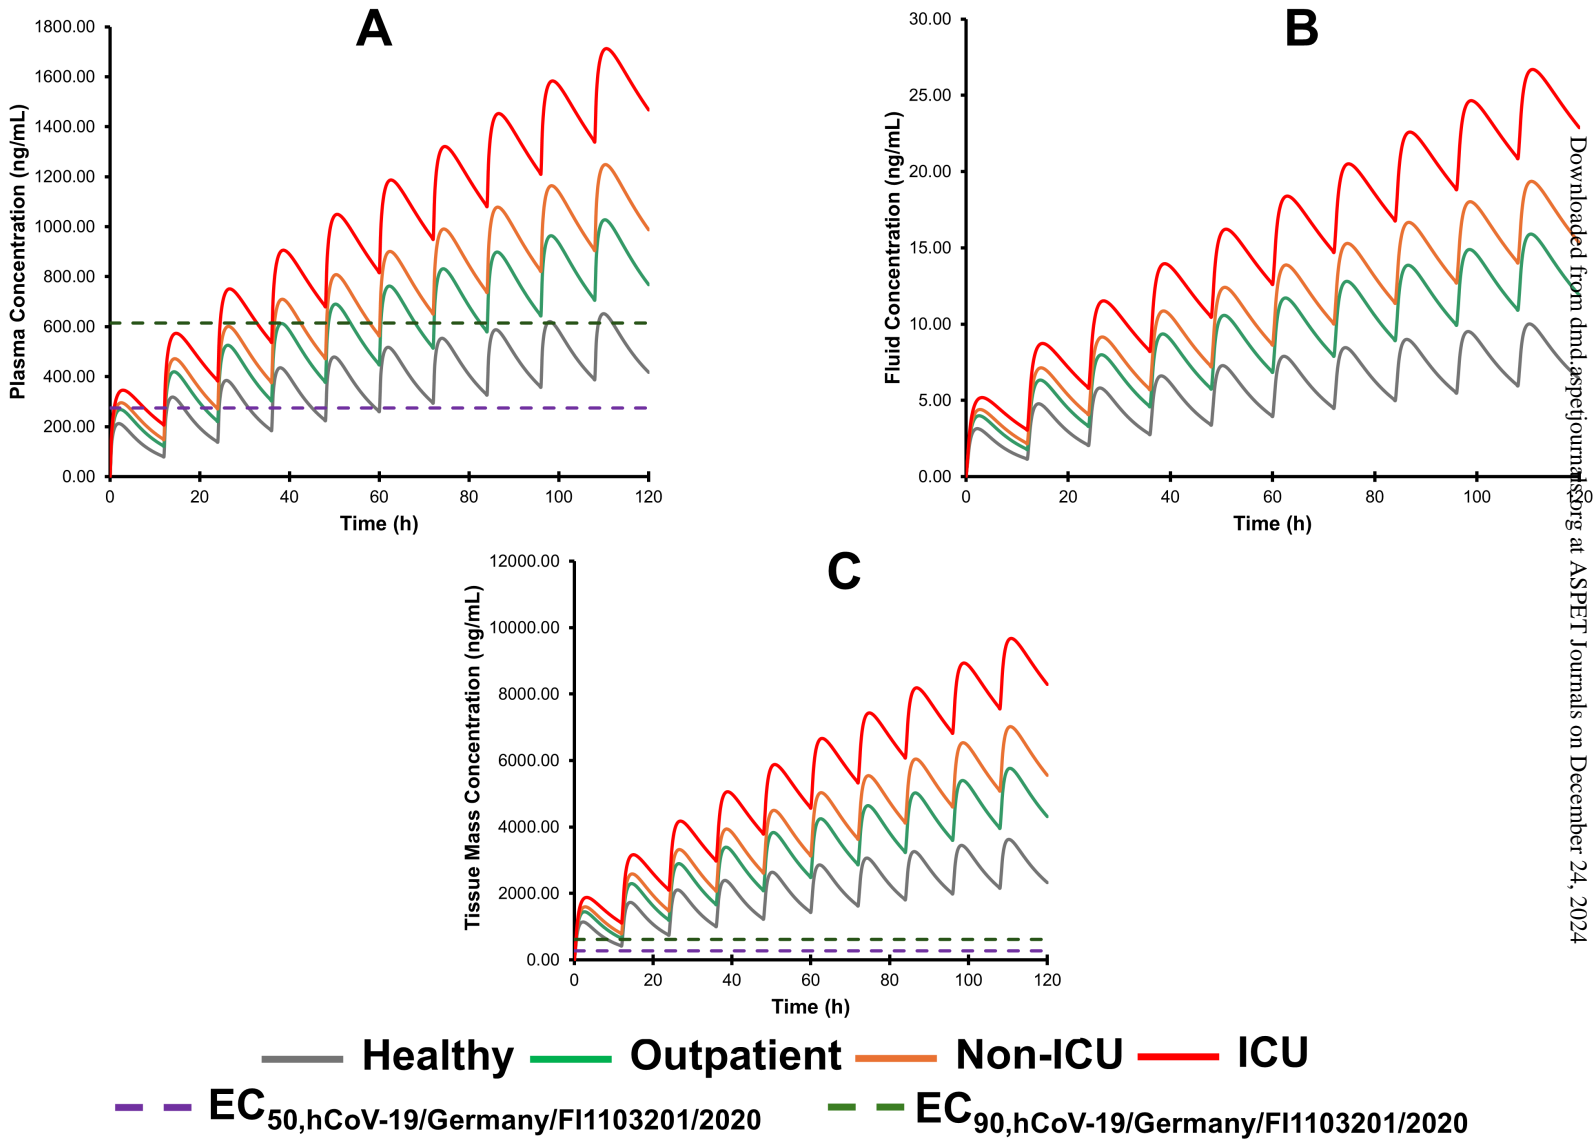 A
Plasma Concentration (ng/mL)
1800.00
1600.00
1400.00
1200.00
1000.00
800.00
600.00
400.00
200.00
0.00
0 20 40 60 80 100 120
Time (h)
B
Fluid Concentration (ng/mL)
30.00
25.00
20.00
15.00
10.00
5.00
0.00
0 20 40 60 80 100 120
Time (h)
C
Tissue Mass Concentration (ng/mL)
12000.00
10000.00
8000.00
6000.00
4000.00
2000.00
0.00
0 20 40 60 80 100 120
Time (h)
Healthy Outpatient Non-ICU ICU
EC50,hCoV-19/Germany/FI1103201/2020 EC90,hCoV-19/Germany/FI1103201/2020
Downloaded from dmd.aspetjournals.org at ASPET Journals on December 24, 2024